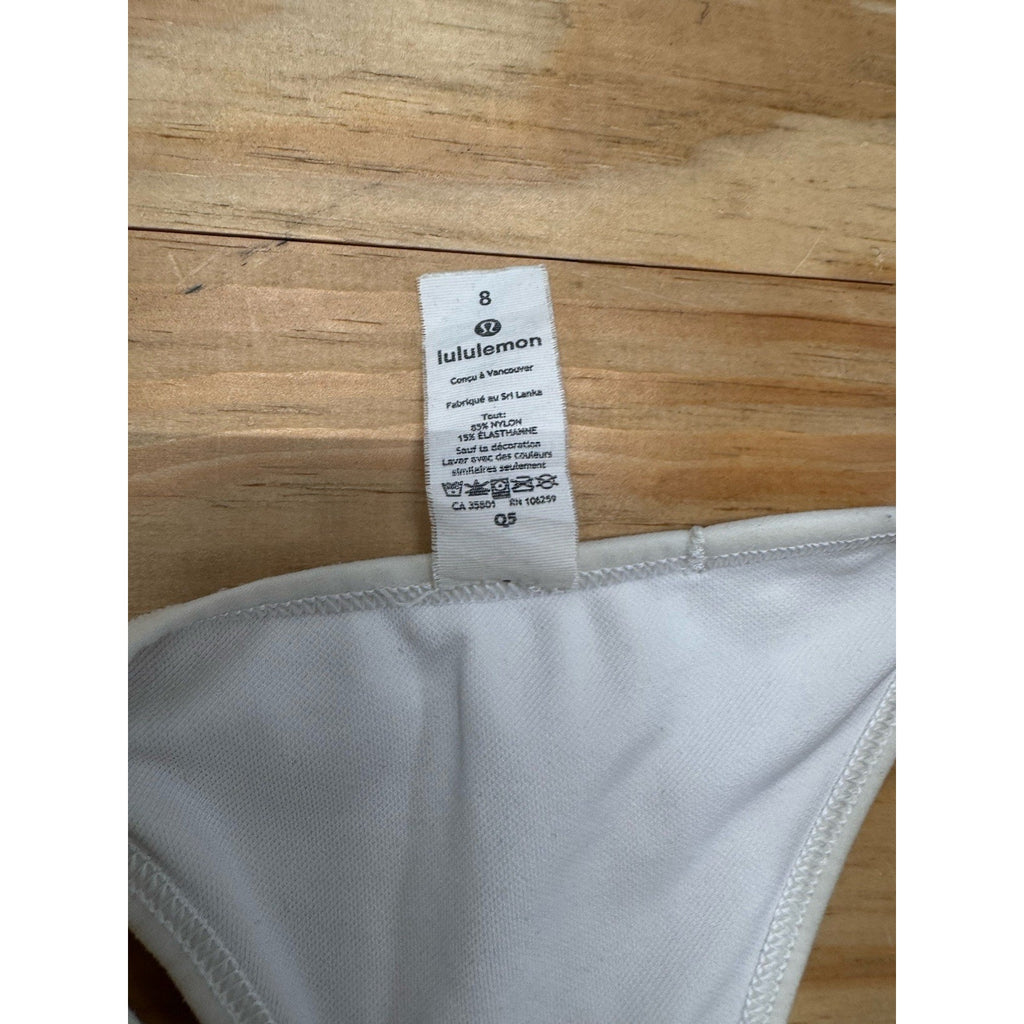 8
lululemon
Conçu à Vancouver
Fabriqué au Sri Lanka
Tout:
85% NYLON
15% ÉLASTHANNE
Sauf la décoration
Laver avec des couleurs
similaires seulement
CA 35801 RN 106259
Q5